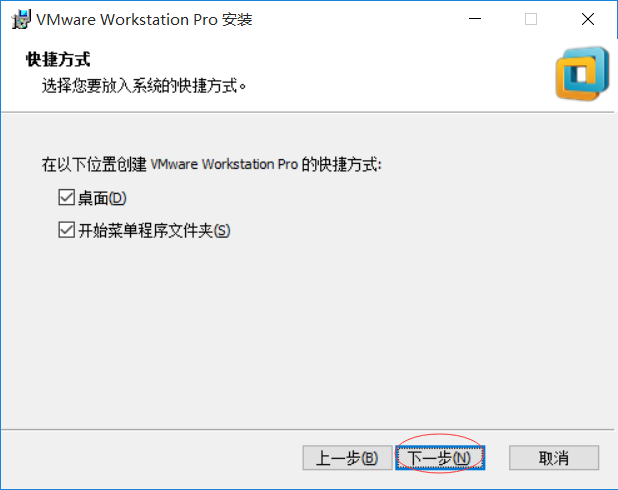 VMware Workstation Pro 安装
快捷方式
选择您要放入系统的快捷方式。
在以下位置创建 VMware Workstation Pro 的快捷方式:
桌面(D)
开始菜单程序文件夹(S)
上一步(B) 下一步(N) 取消